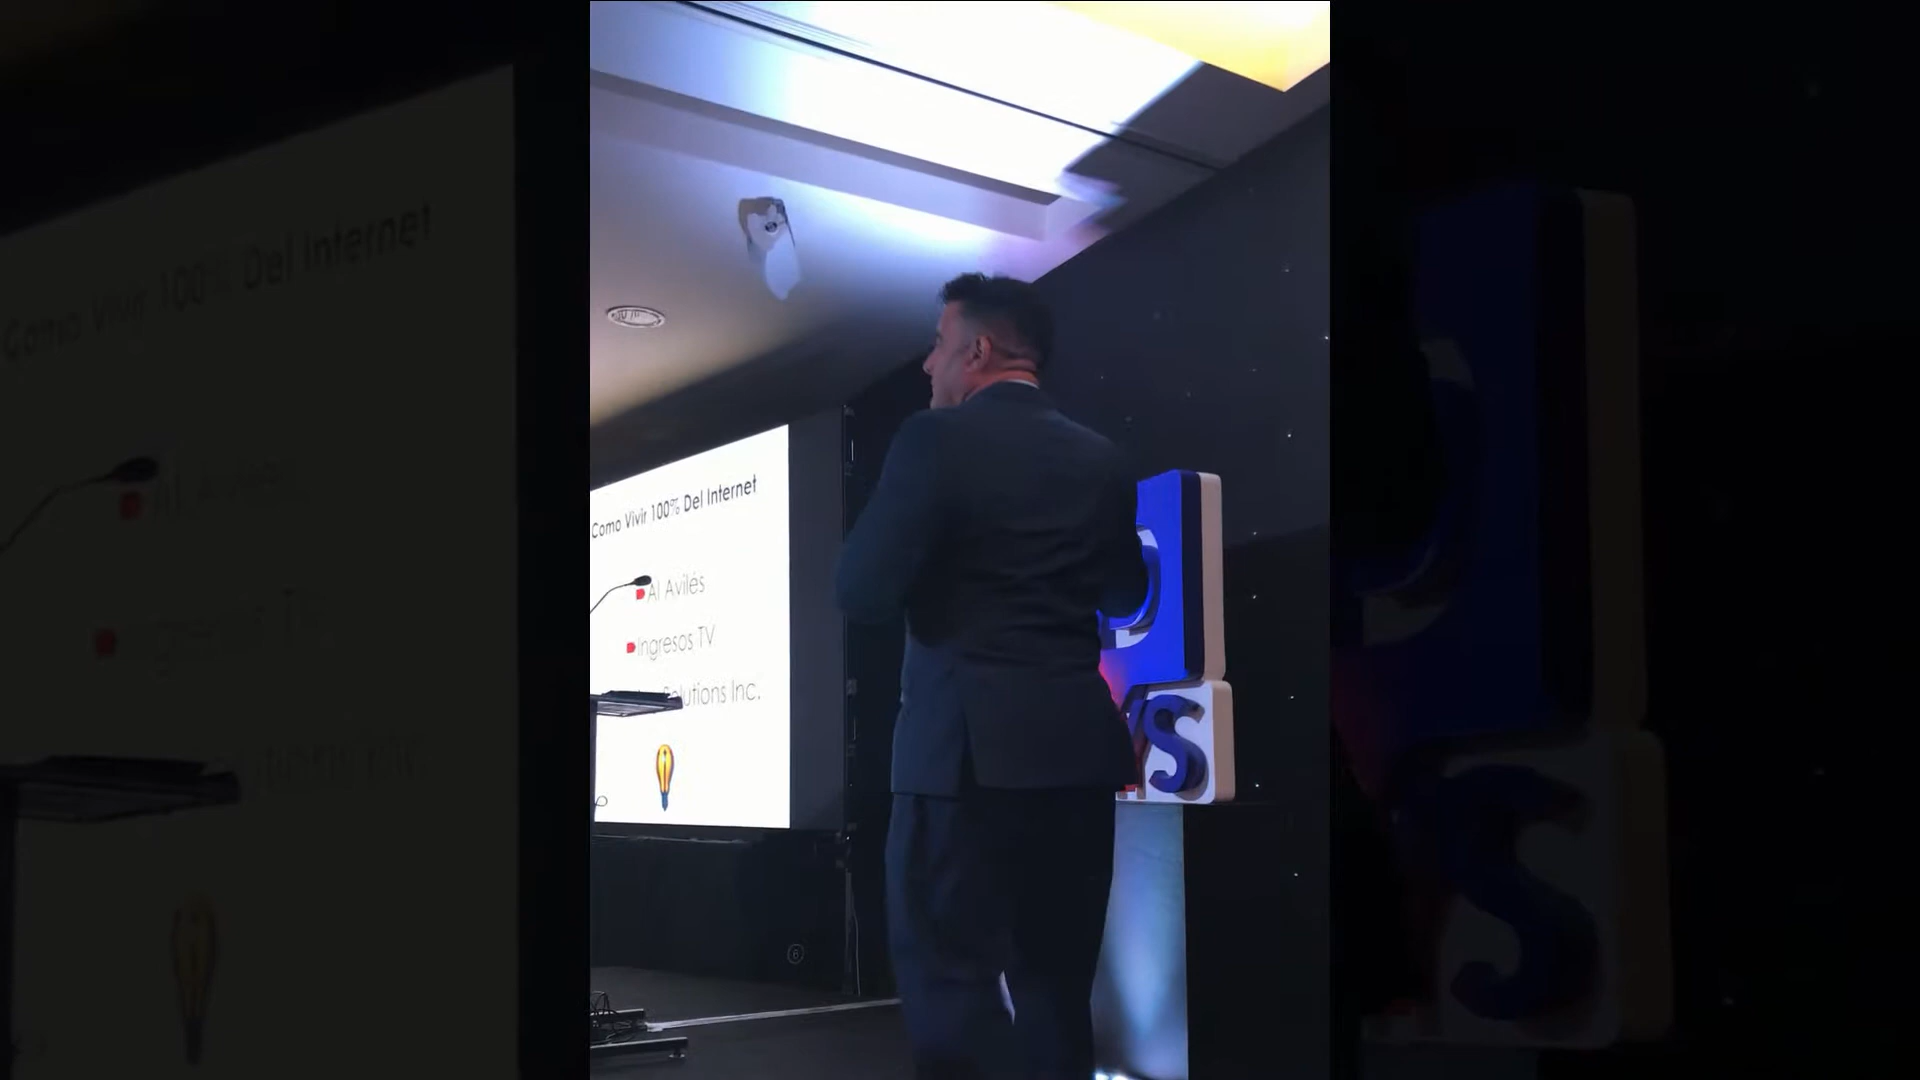 Como Vivir 100% Del Internet
Al Avilés
Ingresos TV
Solutions Inc.
S